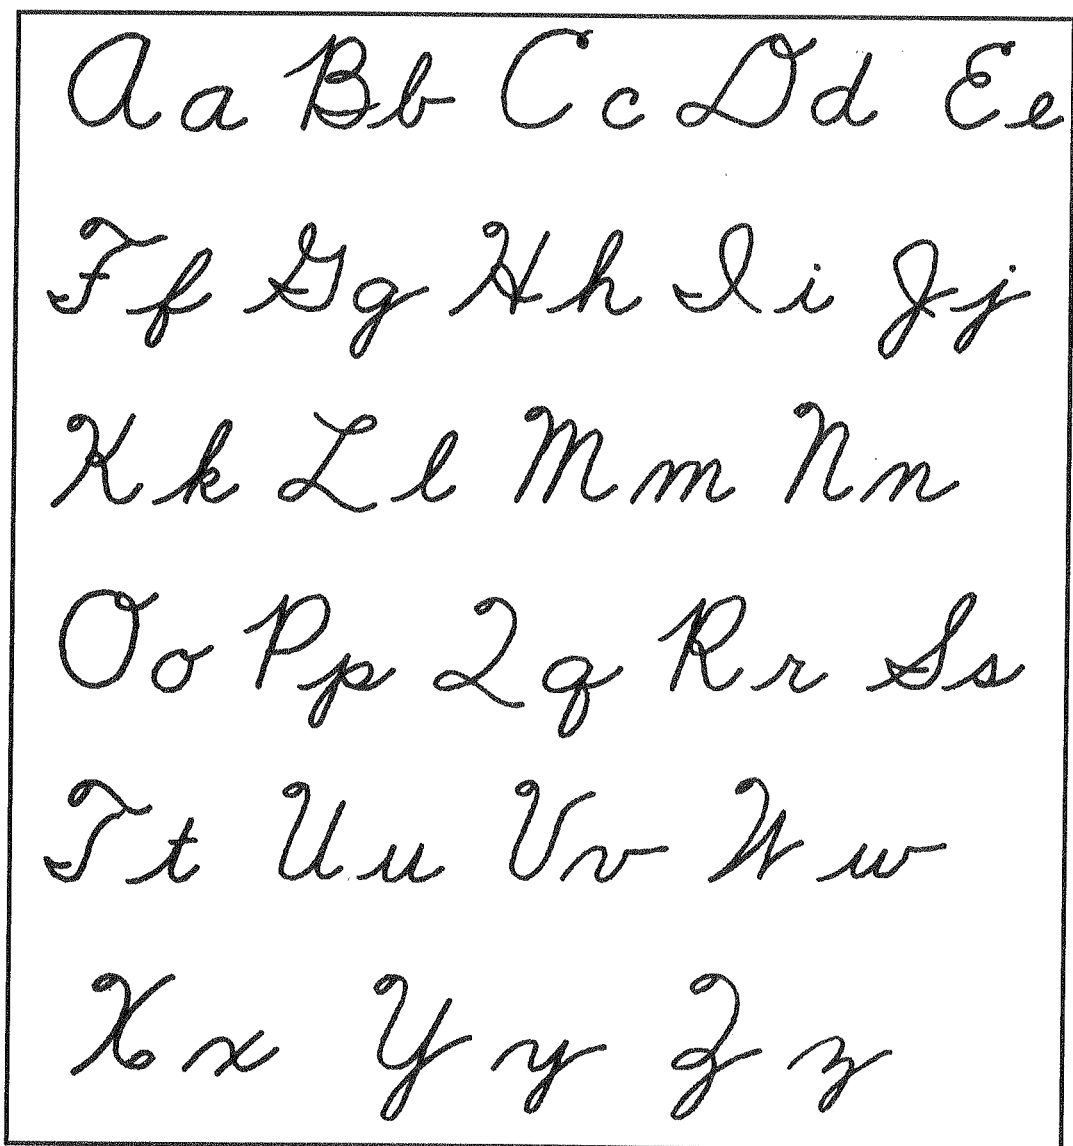 Aa Bb Cc Dd Ee
Ff Gg Hh Ii Jj
Kk Ll Mm Nn
Oo Pp Qq Rr Ss
Tt Uu Vv Ww
Xx Yy Zz